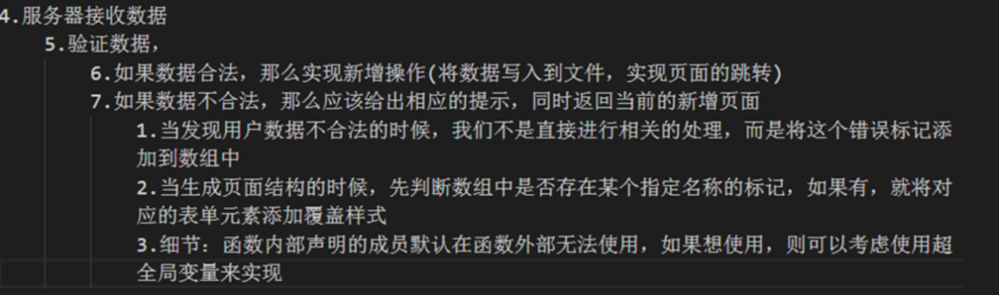 4.服务器接收数据
5.验证数据，
6.如果数据合法，那么实现新增操作(将数据写入到文件，实现页面的跳转)
7.如果数据不合法，那么应该给出相应的提示，同时返回当前的新增页面
1.当发现用户数据不合法的时候，我们不是直接进行相关的处理，而是将这个错误标记添
加到数组中
2.当生成页面结构的时候，先判断数组中是否存在某个指定名称的标记，如果有，就将对
应的表单元素添加覆盖样式
3.细节：函数内部声明的成员默认在函数外部无法使用，如果想使用，则可以考虑使用超
全局变量来实现